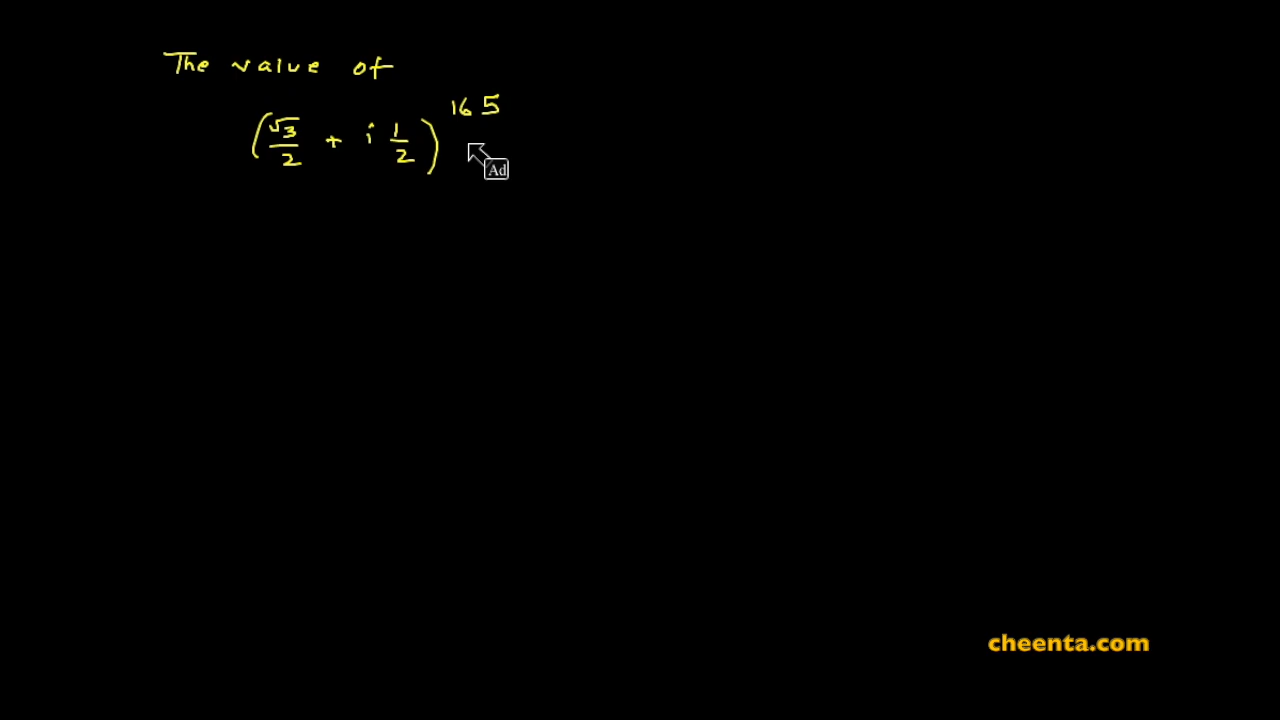 The value of
(√3/2 + i 1/2)^165
Ad
cheenta.com